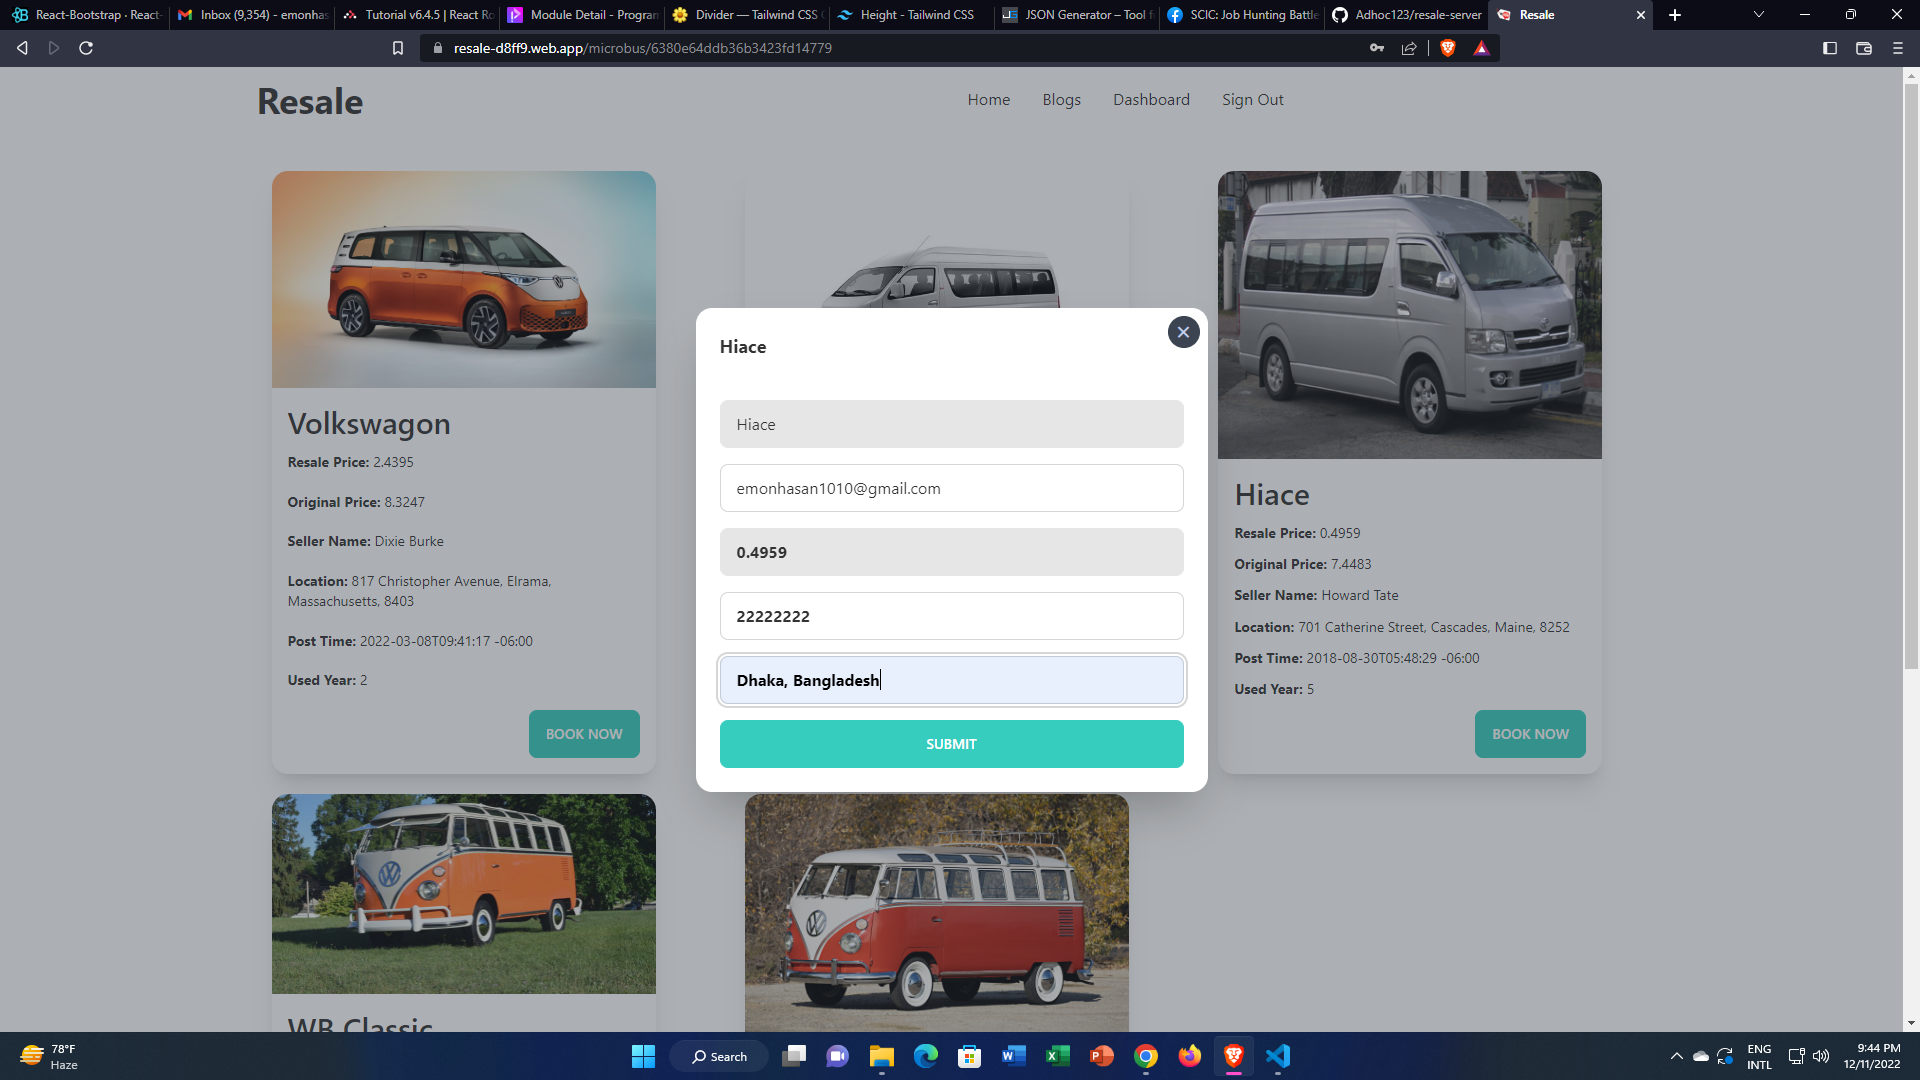 React-Bootstrap · React-
Inbox (9,354) - emonhas
Tutorial v6.4.5 | React Ro
Module Detail - Program
Divider — Tailwind CSS C
Height - Tailwind CSS
JSON Generator – Tool f
SCIC: Job Hunting Battle
Adhoc123/resale-server
Resale
resale-d8ff9.web.app/microbus/6380e64ddb36b3423fd14779
Resale
Home
Blogs
Dashboard
Sign Out
Volkswagon
Resale Price: 2.4395
Original Price: 8.3247
Seller Name: Dixie Burke
Location: 817 Christopher Avenue, Elrama,
Massachusetts, 8403
Post Time: 2022-03-08T09:41:17 -06:00
Used Year: 2
BOOK NOW
Hiace
Hiace
emonhasan1010@gmail.com
0.4959
22222222
Dhaka, Bangladesh
SUBMIT
Hiace
Resale Price: 0.4959
Original Price: 7.4483
Seller Name: Howard Tate
Location: 701 Catherine Street, Cascades, Maine, 8252
Post Time: 2018-08-30T05:48:29 -06:00
Used Year: 5
BOOK NOW
WB Classic
78°F
Haze
Search
ENG
INTL
9:44 PM
12/11/2022